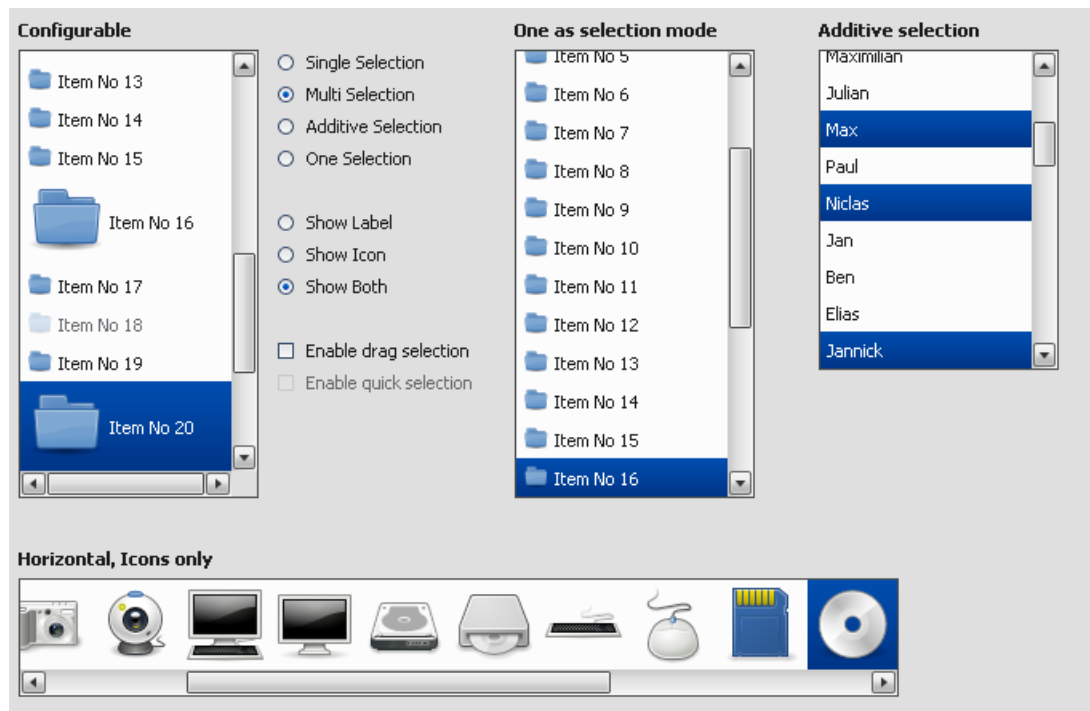 Configurable
Item No 13
Item No 14
Item No 15
Item No 16
Item No 17
Item No 18
Item No 19
Item No 20
Single Selection
Multi Selection
Additive Selection
One Selection
Show Label
Show Icon
Show Both
Enable drag selection
Enable quick selection
One as selection mode
Item No 5
Item No 6
Item No 7
Item No 8
Item No 9
Item No 10
Item No 11
Item No 12
Item No 13
Item No 14
Item No 15
Item No 16
Additive selection
Maximilian
Julian
Max
Paul
Niclas
Jan
Ben
Elias
Jannick
Horizontal, Icons only